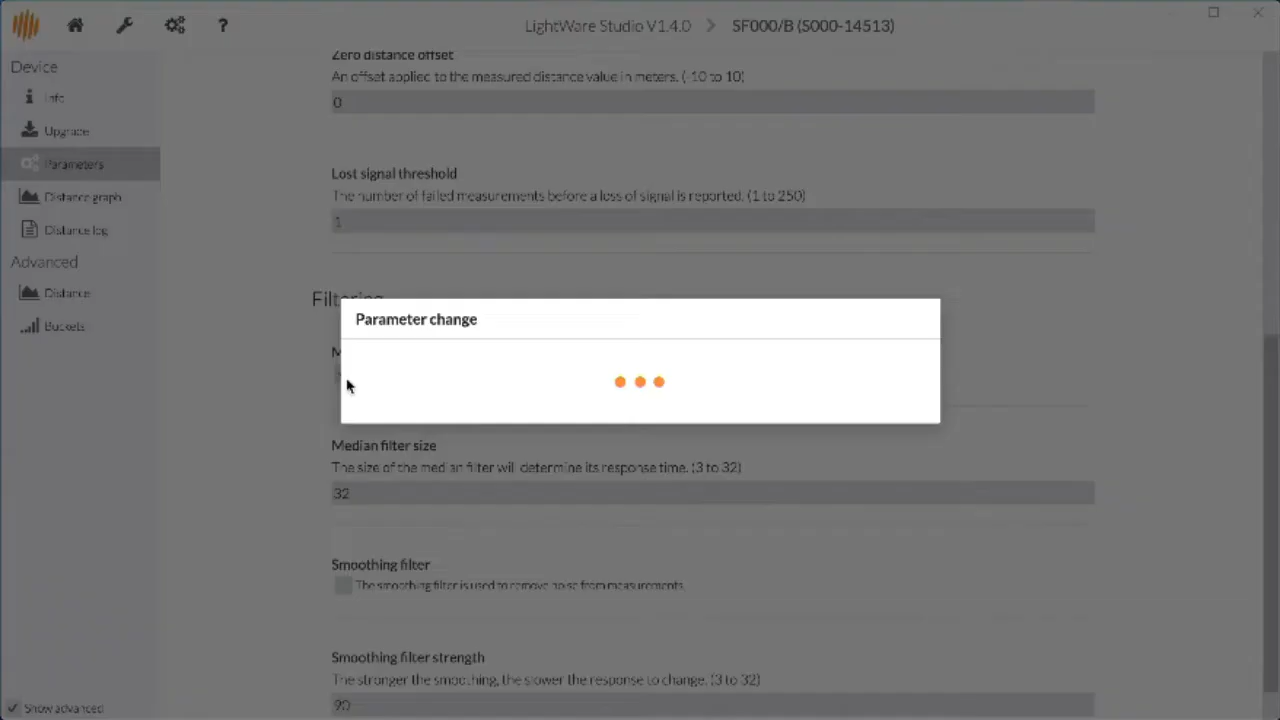 LightWare Studio V1.4.0 > SF000/B (S000-14513)
Device
Info
Upgrade
Parameters
Distance graph
Distance log
Advanced
Distance
Buckets
Show advanced
Zero distance offset
An offset applied to the measured distance value in meters. (-10 to 10)
0
Lost signal threshold
The number of failed measurements before a loss of signal is reported. (1 to 250)
1
Filtering
Parameter change
Median filter size
The size of the median filter will determine its response time. (3 to 32)
32
Smoothing filter
The smoothing filter is used to remove noise from measurements.
Smoothing filter strength
The stronger the smoothing, the slower the response to change. (3 to 32)
90